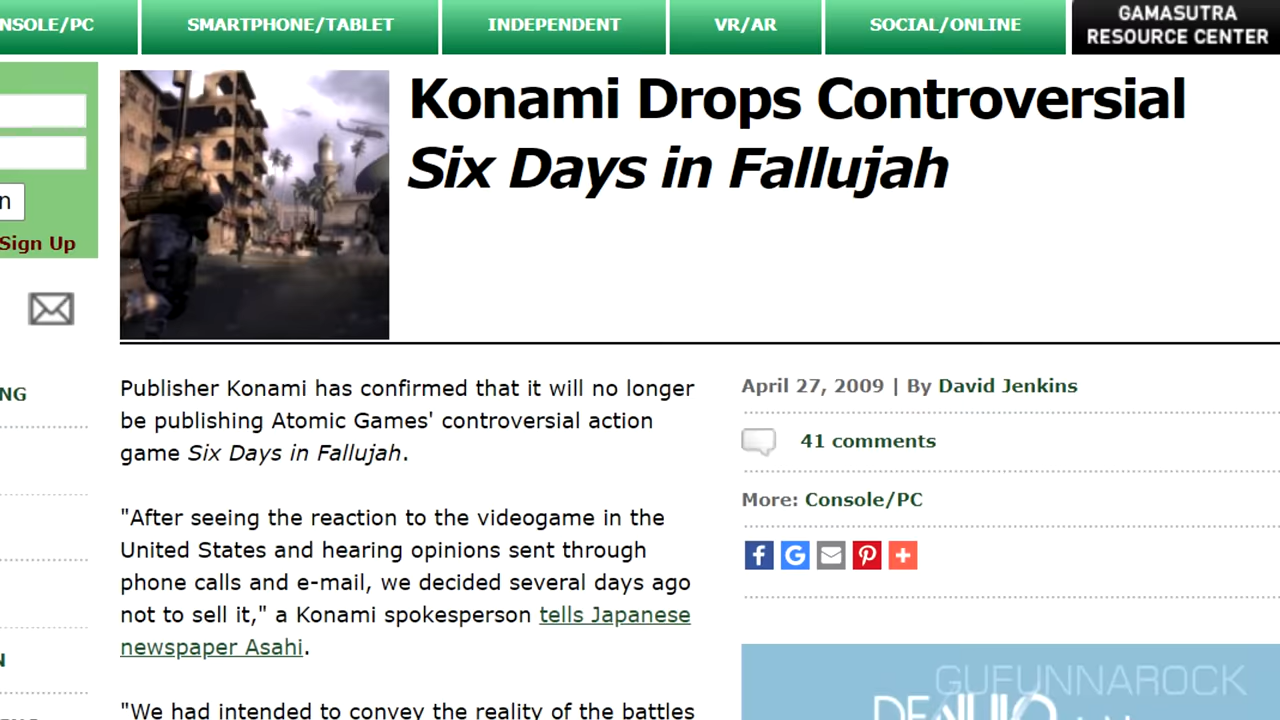 NSOLE/PC
SMARTPHONE/TABLET
INDEPENDENT
VR/AR
SOCIAL/ONLINE
GAMASUTRA
RESOURCE CENTER
n
Sign Up
NG
N
Konami Drops Controversial
Six Days in Fallujah
Publisher Konami has confirmed that it will no longer
be publishing Atomic Games' controversial action
game Six Days in Fallujah.
"After seeing the reaction to the videogame in the
United States and hearing opinions sent through
phone calls and e-mail, we decided several days ago
not to sell it," a Konami spokesperson tells Japanese
newspaper Asahi.
"We had intended to convey the reality of the battles
April 27, 2009 | By David Jenkins
41 comments
More: Console/PC
GUFUNNAROCK